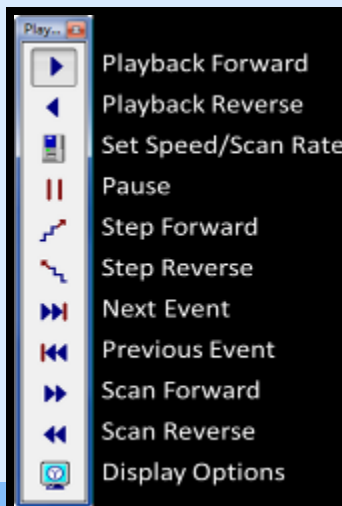 Play...
Playback Forward
Playback Reverse
Set Speed/Scan Rate
Pause
Step Forward
Step Reverse
Next Event
Previous Event
Scan Forward
Scan Reverse
Display Options